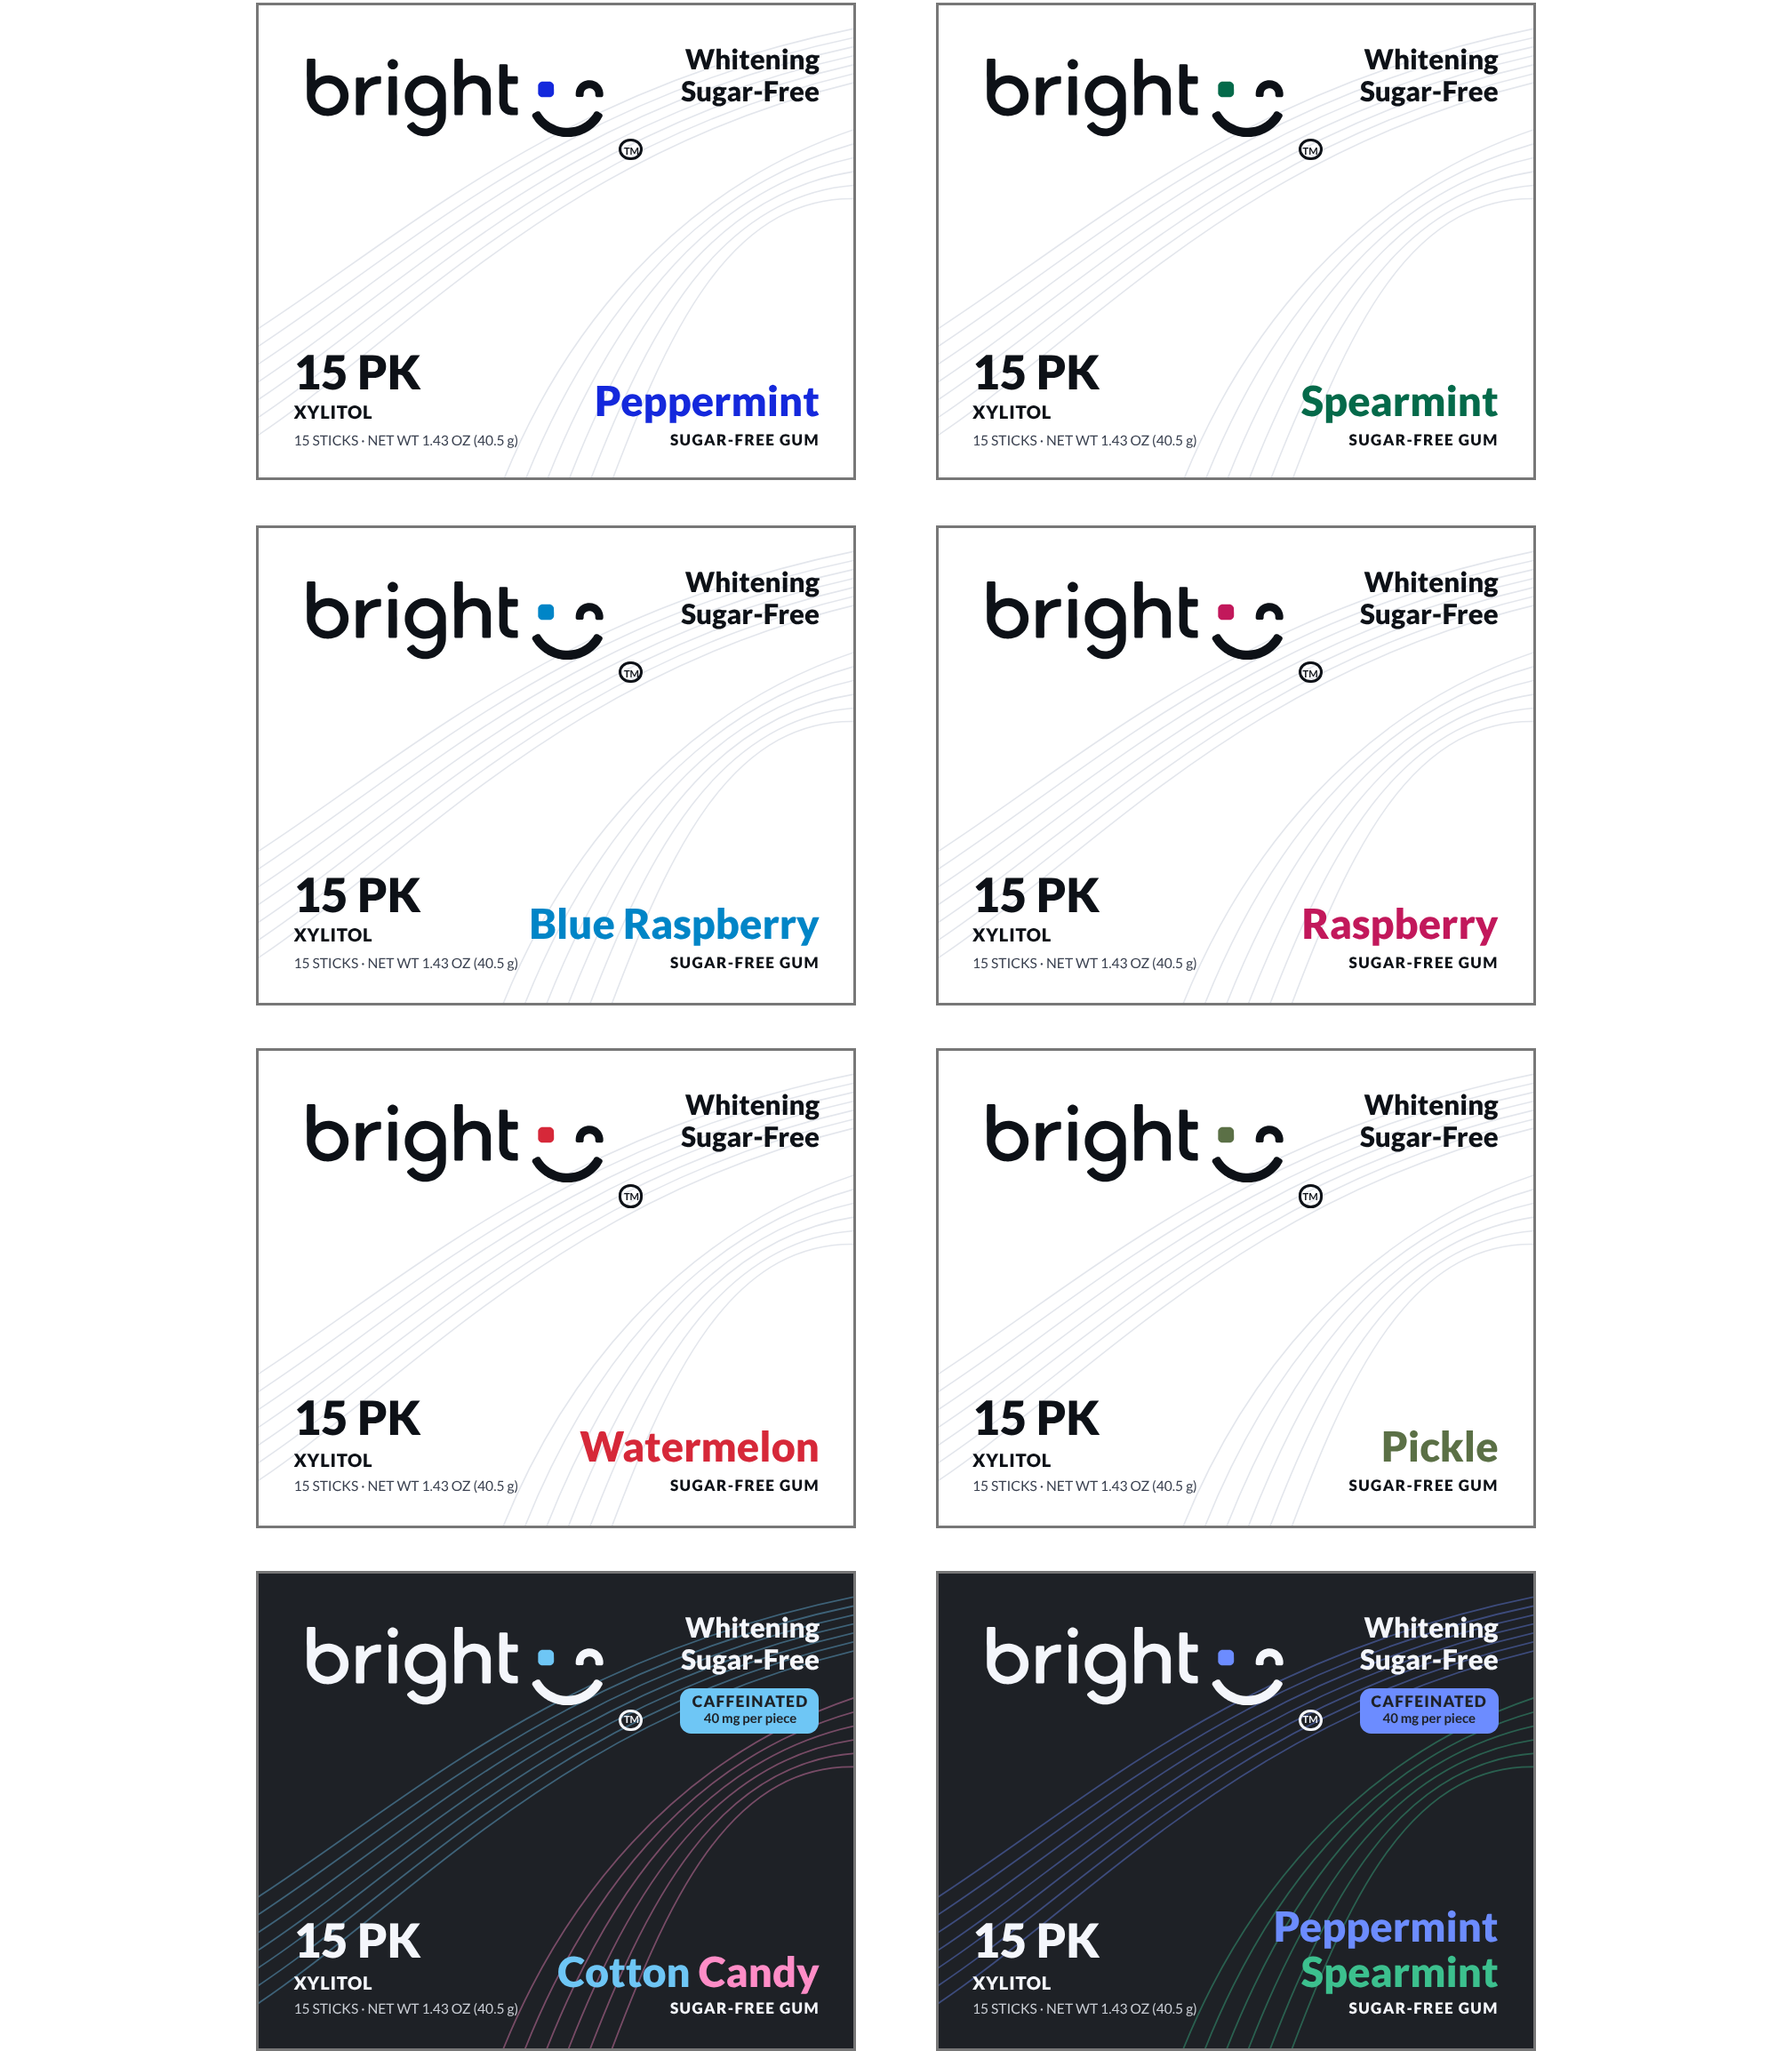 bright
TM
Whitening
Sugar-Free
15 PK
XYLITOL
15 STICKS · NET WT 1.43 OZ (40.5 g)
Peppermint
SUGAR-FREE GUM
bright
TM
Whitening
Sugar-Free
15 PK
XYLITOL
15 STICKS · NET WT 1.43 OZ (40.5 g)
Spearmint
SUGAR-FREE GUM
bright
TM
Whitening
Sugar-Free
15 PK
XYLITOL
15 STICKS · NET WT 1.43 OZ (40.5 g)
Blue Raspberry
SUGAR-FREE GUM
bright
TM
Whitening
Sugar-Free
15 PK
XYLITOL
15 STICKS · NET WT 1.43 OZ (40.5 g)
Raspberry
SUGAR-FREE GUM
bright
TM
Whitening
Sugar-Free
15 PK
XYLITOL
15 STICKS · NET WT 1.43 OZ (40.5 g)
Watermelon
SUGAR-FREE GUM
bright
TM
Whitening
Sugar-Free
15 PK
XYLITOL
15 STICKS · NET WT 1.43 OZ (40.5 g)
Pickle
SUGAR-FREE GUM
bright
TM
Whitening
Sugar-Free
CAFFEINATED
40 mg per piece
15 PK
XYLITOL
15 STICKS · NET WT 1.43 OZ (40.5 g)
Cotton Candy
SUGAR-FREE GUM
bright
TM
Whitening
Sugar-Free
CAFFEINATED
40 mg per piece
15 PK
XYLITOL
15 STICKS · NET WT 1.43 OZ (40.5 g)
Peppermint
Spearmint
SUGAR-FREE GUM